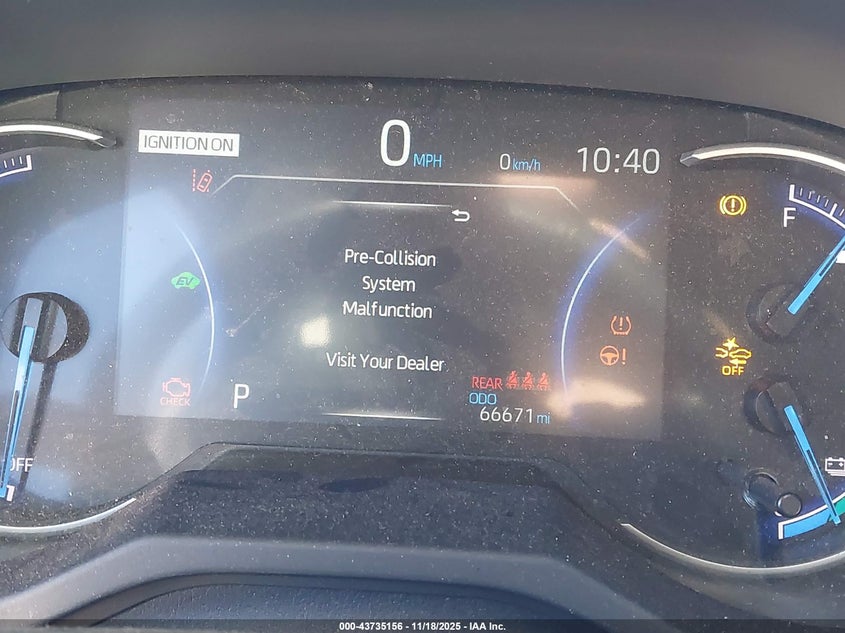 IGNITION ON
0 MPH
0 km/h
10:40
F
Pre-Collision
System
Malfunction
EV
Visit Your Dealer
OFF
CHECK
P
REAR
ODO
66671 mi
OFF
000-43735156 - 11/18/2025 - IAA Inc.